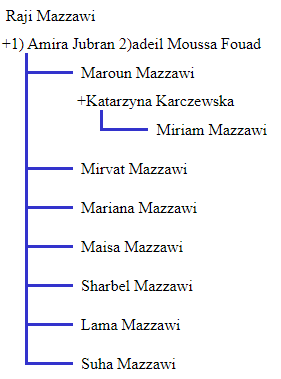 Raji Mazzawi
+1) Amira Jubran 2)adeil Moussa Fouad
Maroun Mazzawi
+Katarzyna Karczewska
Miriam Mazzawi
Mirvat Mazzawi
Mariana Mazzawi
Maisa Mazzawi
Sharbel Mazzawi
Lama Mazzawi
Suha Mazzawi